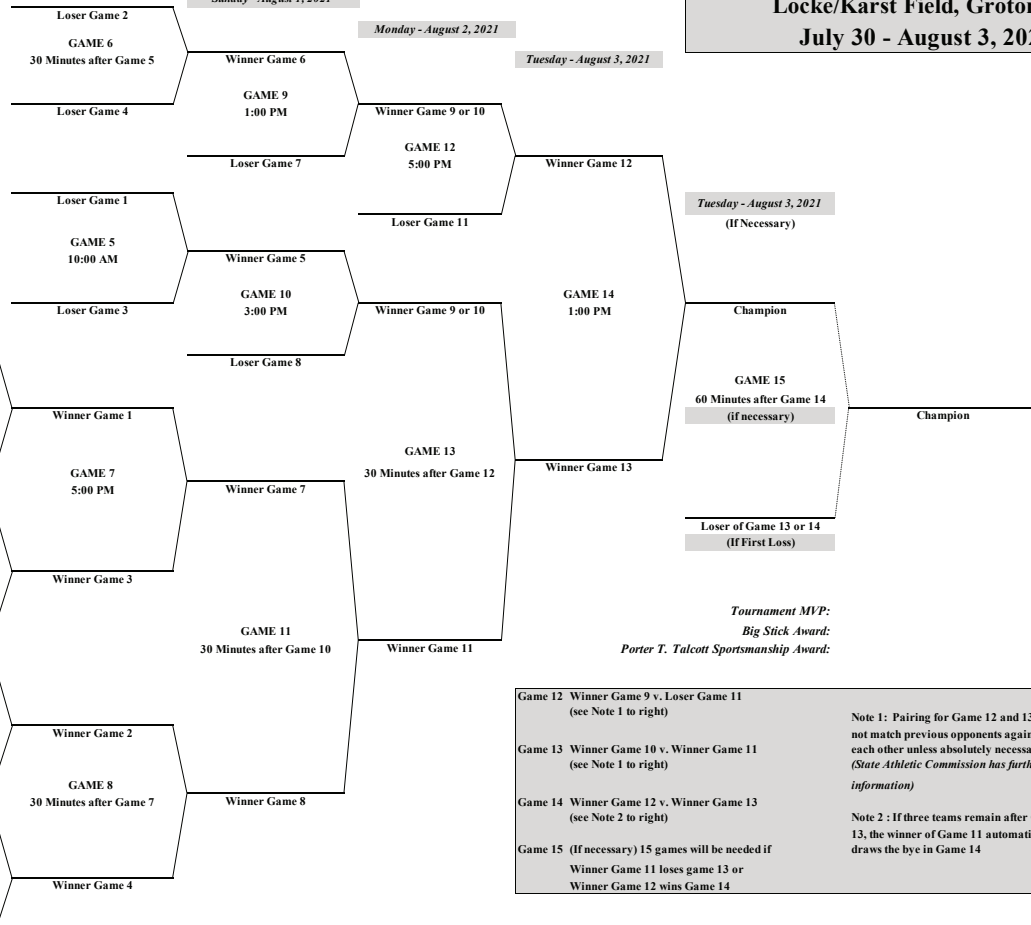 Sunday - August 1, 2021
Locke/Karst Field, Groton
July 30 - August 3, 202
Loser Game 2
GAME 6
30 Minutes after Game 5
Loser Game 4
Monday - August 2, 2021
Tuesday - August 3, 2021
Winner Game 6
GAME 9
1:00 PM
Loser Game 7
Winner Game 9 or 10
GAME 12
5:00 PM
Loser Game 11
Winner Game 12
Loser Game 1
GAME 5
10:00 AM
Loser Game 3
Winner Game 5
GAME 10
3:00 PM
Loser Game 8
Winner Game 9 or 10
GAME 14
1:00 PM
Tuesday - August 3, 2021
(If Necessary)
Champion
GAME 15
60 Minutes after Game 14
(if necessary)
Champion
Winner Game 1
GAME 7
5:00 PM
Winner Game 3
Winner Game 7
GAME 13
30 Minutes after Game 12
Winner Game 13
Loser of Game 13 or 14
(If First Loss)
GAME 11
30 Minutes after Game 10
Winner Game 11
Tournament MVP:
Big Stick Award:
Porter T. Talcott Sportsmanship Award:
Winner Game 2
GAME 8
30 Minutes after Game 7
Winner Game 4
Winner Game 8
Game 12 Winner Game 9 v. Loser Game 11
(see Note 1 to right)
Game 13 Winner Game 10 v. Winner Game 11
(see Note 1 to right)
Game 14 Winner Game 12 v. Winner Game 13
(see Note 2 to right)
Game 15 (If necessary) 15 games will be needed if
Winner Game 11 loses game 13 or
Winner Game 12 wins Game 14
Note 1: Pairing for Game 12 and 13
not match previous opponents again
each other unless absolutely necessa
(State Athletic Commission has furth
information)
Note 2 : If three teams remain after
13, the winner of Game 11 automati
draws the bye in Game 14